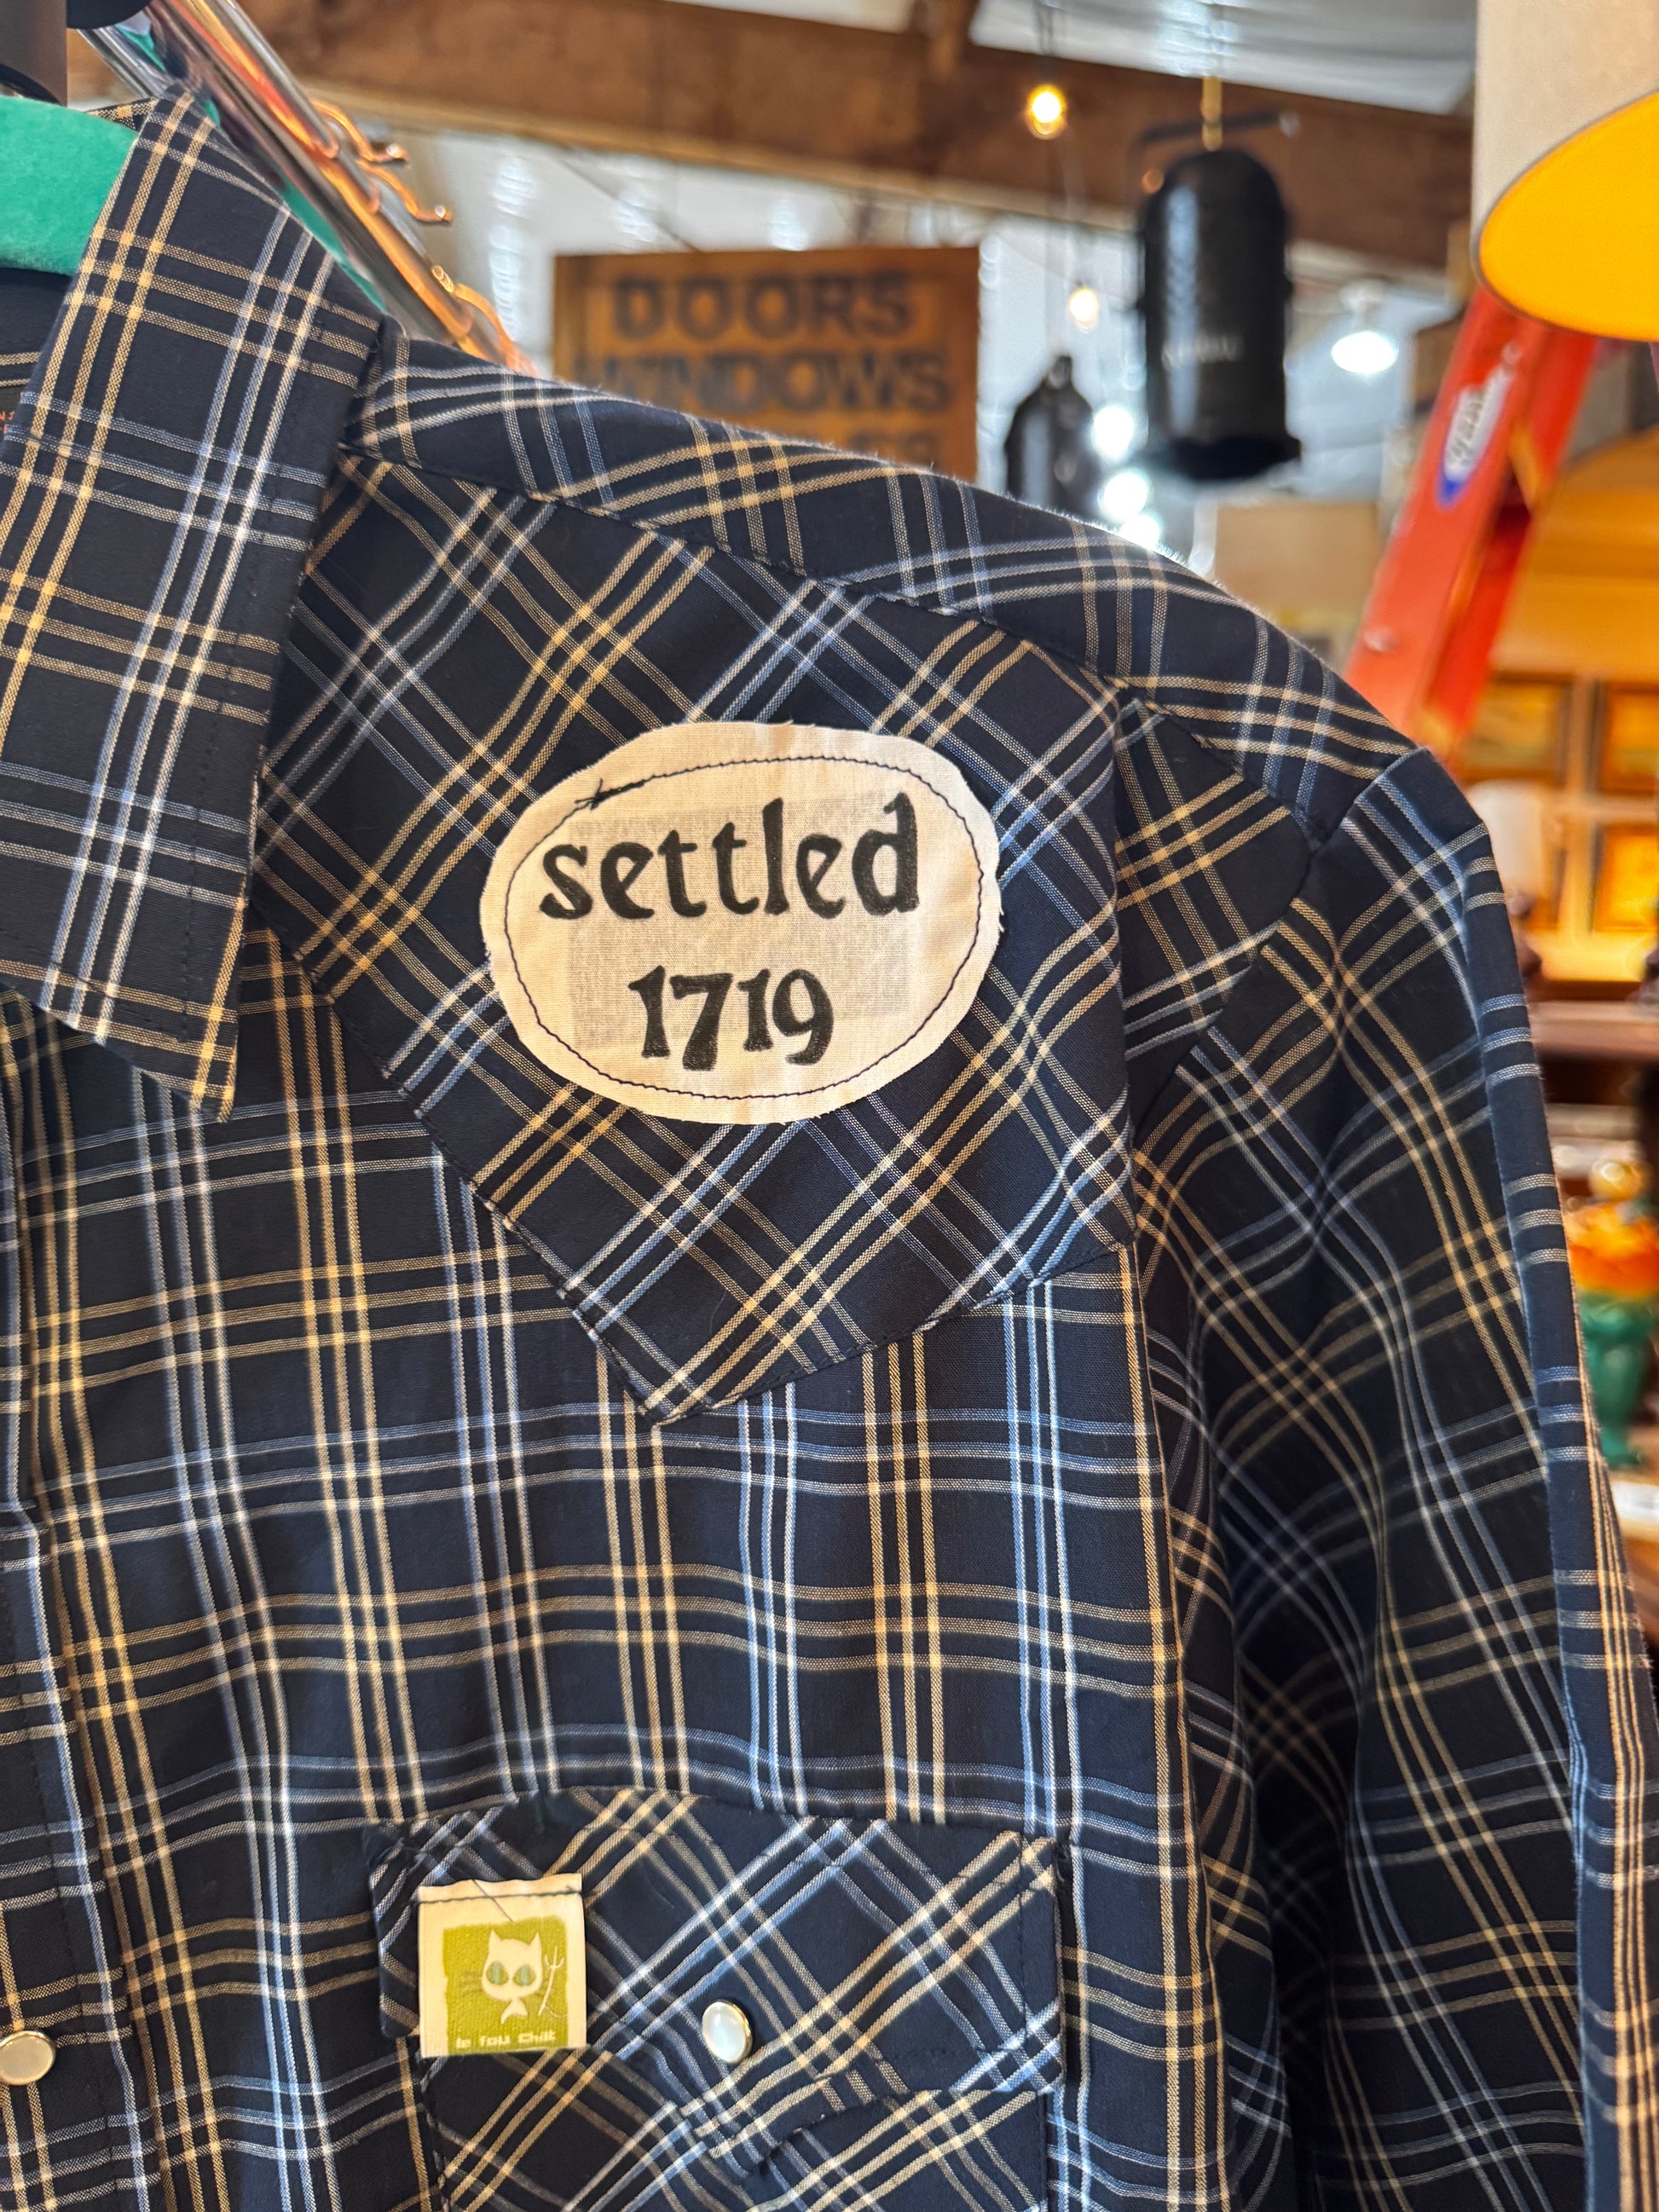 DOORS
WINDOWS
settled
1719
le fou Chat